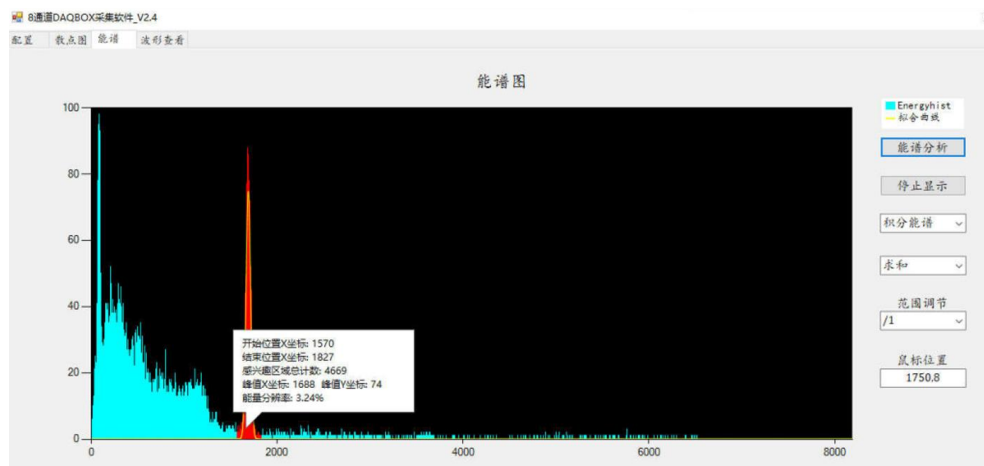 8通道DAQBOX采集软件_V2.4
配置 散点图 能谱 波形查看
能谱图
Energyhist
拟合曲线
能谱分析
停止显示
积分能谱
求和
范围调节
/1
鼠标位置
1750.8
100
80
60
40
20
0
开始位置X坐标: 1570
结束位置X坐标: 1827
感兴趣区域总计数: 4669
峰值X坐标: 1688 峰值Y坐标: 74
能量分辨率: 3.24%
0 2000 4000 6000 8000